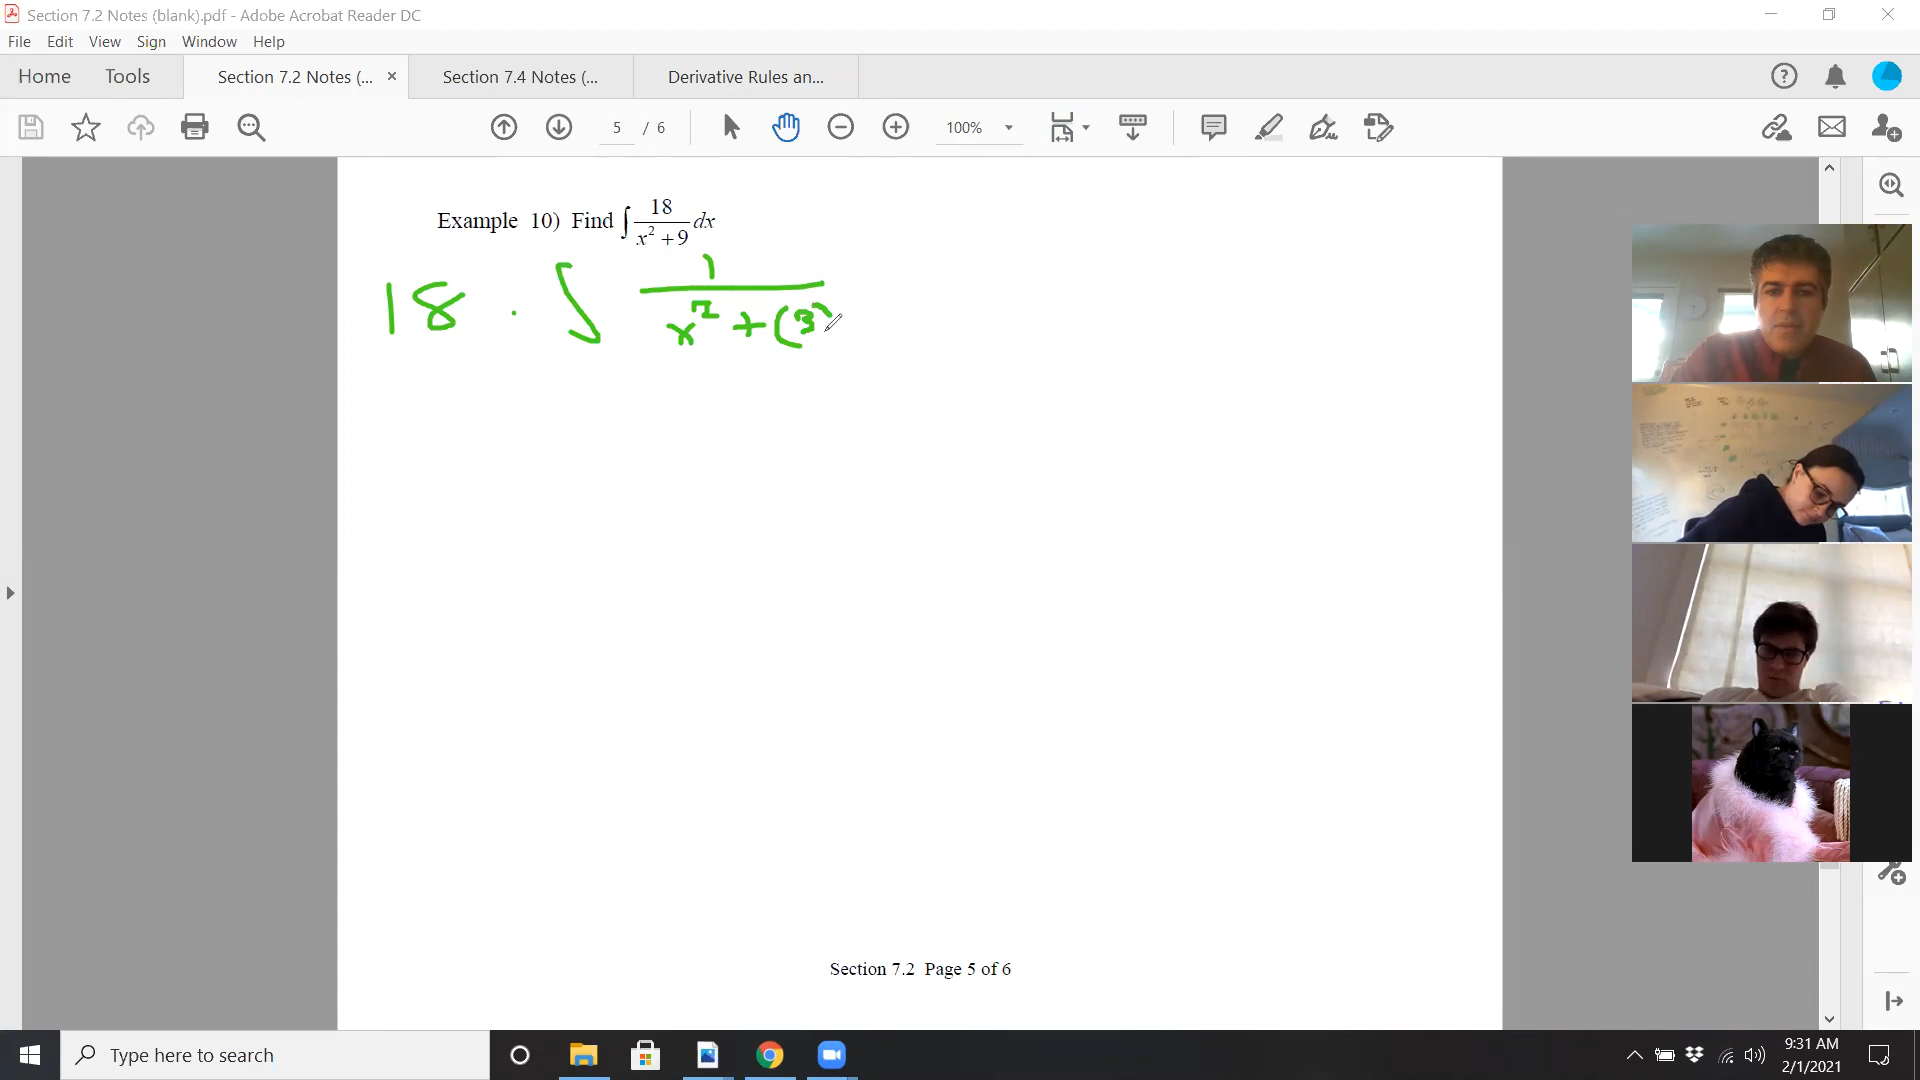 Section 7.2 Notes (blank).pdf - Adobe Acrobat Reader DC
File Edit View Sign Window Help
Home Tools Section 7.2 Notes (... × Section 7.4 Notes (... Derivative Rules an...
5 / 6 100%
Example 10) Find ∫ 18/(x² + 9) dx
18 · ∫ 1/(x² + (3)
Section 7.2 Page 5 of 6
Type here to search
9:31 AM
2/1/2021